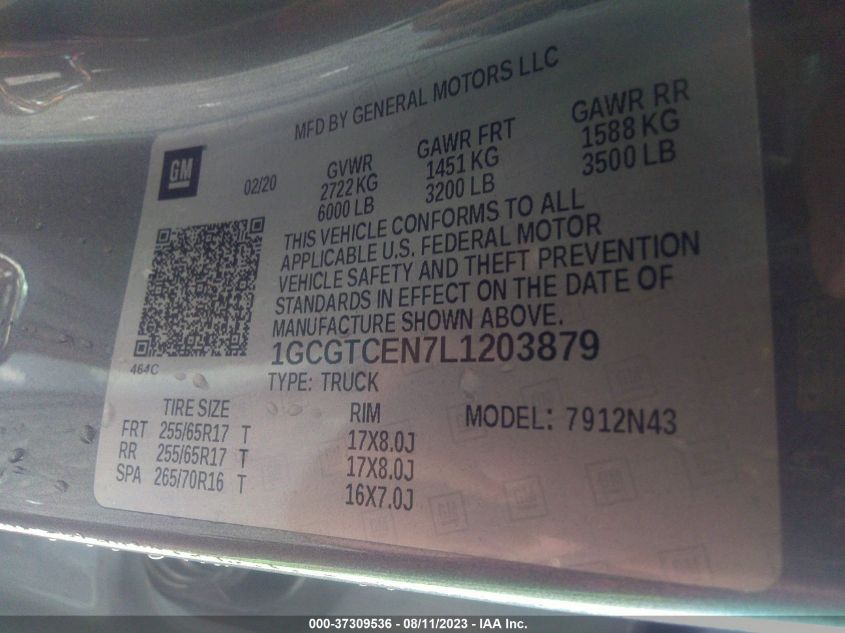 MFD BY GENERAL MOTORS LLC
GM
02/20
GVWR
2722 KG
6000 LB
GAWR FRT
1451 KG
3200 LB
GAWR RR
1588 KG
3500 LB
THIS VEHICLE CONFORMS TO ALL
APPLICABLE U.S. FEDERAL MOTOR
VEHICLE SAFETY AND THEFT PREVENTION
STANDARDS IN EFFECT ON THE DATE OF
MANUFACTURE SHOWN ABOVE.
464C
1GCGTCEN7L1203879
TYPE: TRUCK
MODEL: 7912N43
TIRE SIZE RIM
FRT 255/65R17 T 17X8.0J
RR 255/65R17 T 17X8.0J
SPA 265/70R16 T 16X7.0J
000-37309536 - 08/11/2023 - IAA Inc.